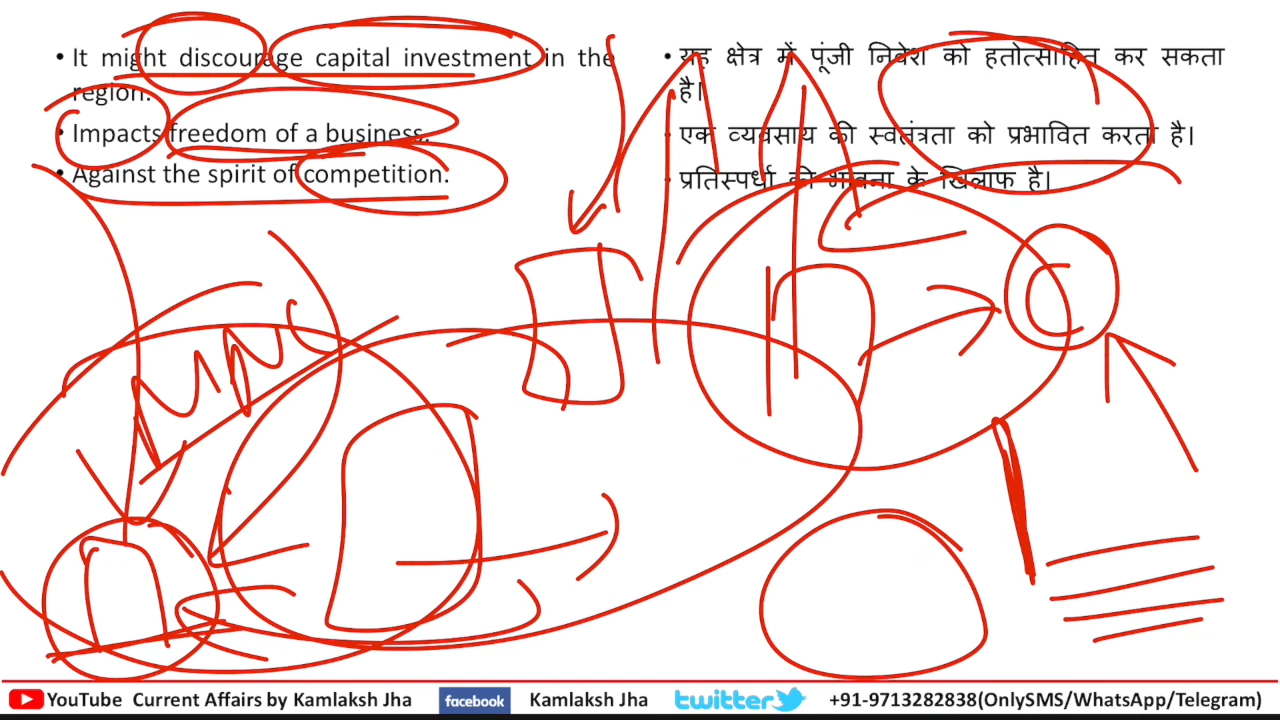 • It might discourage capital investment in the
region.
• Impacts freedom of a business.
• Against the spirit of competition.
• यह क्षेत्र में पूंजी निवेश को हतोत्साहित कर सकता
है।
• एक व्यवसाय की स्वतंत्रता को प्रभावित करता है।
• प्रतिस्पर्धा की भावना के खिलाफ है।
MNC
C
YouTube Current Affairs by Kamlaksh Jha facebook Kamlaksh Jha twitter +91-9713282838(OnlySMS/WhatsApp/Telegram)